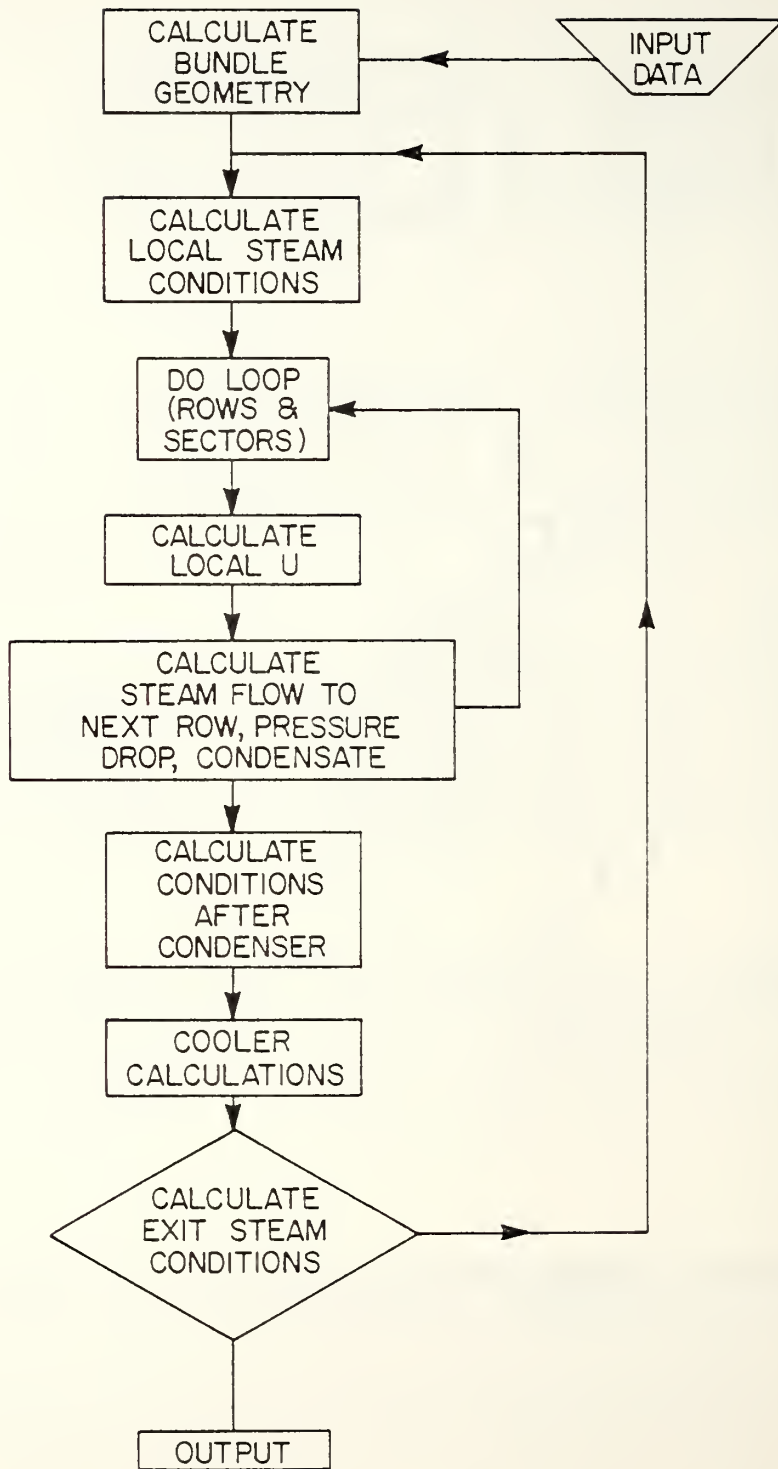 CALCULATE
BUNDLE
GEOMETRY
INPUT
DATA
CALCULATE
LOCAL STEAM
CONDITIONS
DO LOOP
(ROWS &
SECTORS)
CALCULATE
LOCAL U
CALCULATE
STEAM FLOW TO
NEXT ROW, PRESSURE
DROP, CONDENSATE
CALCULATE
CONDITIONS
AFTER
CONDENSER
COOLER
CALCULATIONS
CALCULATE
EXIT STEAM
CONDITIONS
OUTPUT